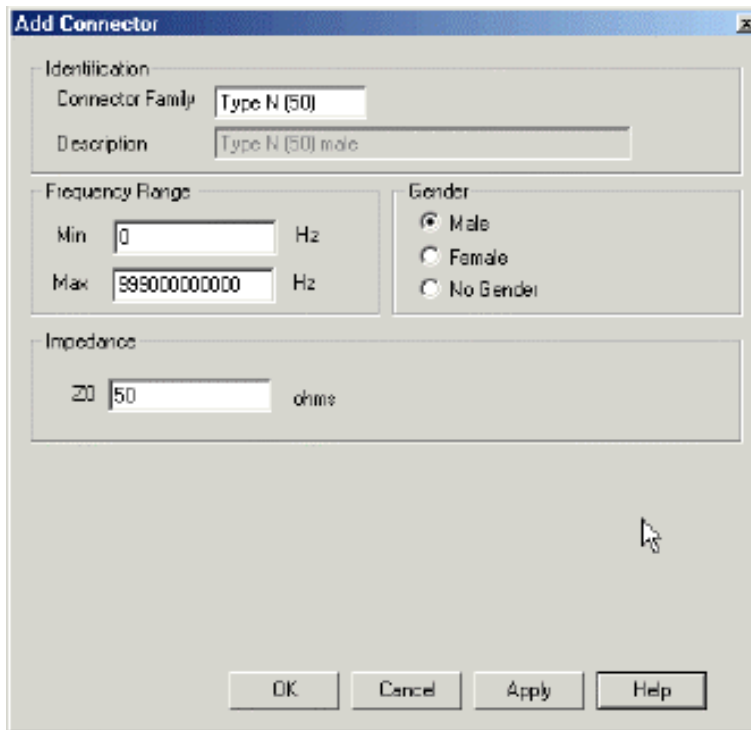 Add Connector
Identification
Connector Family Type N (50)
Description Type N (50) male
Frequency Range
Min 0 Hz
Max 999000000000 Hz
Gender
Male
Female
No Gender
Impedance
Z0 50 ohms
OK Cancel Apply Help